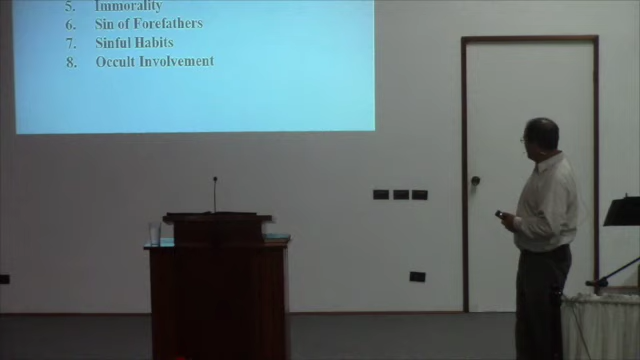 5. Immorality
6. Sin of Forefathers
7. Sinful Habits
8. Occult Involvement